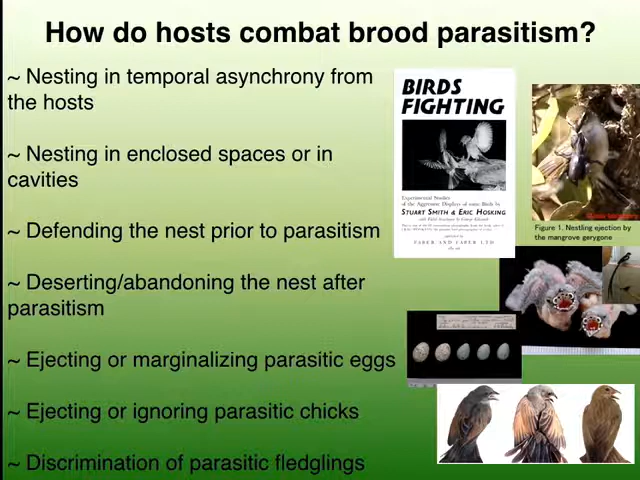 How do hosts combat brood parasitism?
~ Nesting in temporal asynchrony from
the hosts
~ Nesting in enclosed spaces or in
cavities
~ Defending the nest prior to parasitism
~ Deserting/abandoning the nest after
parasitism
~ Ejecting or marginalizing parasitic eggs
~ Ejecting or ignoring parasitic chicks
~ Discrimination of parasitic fledglings
BIRDS
FIGHTING
Experimental Studies
of the Aggressive Displays of some Birds by
STUART SMITH & ERIC HOSKING
FABER AND FABER LTD
Figure 1. Nestling ejection by
the mangrove gerygone